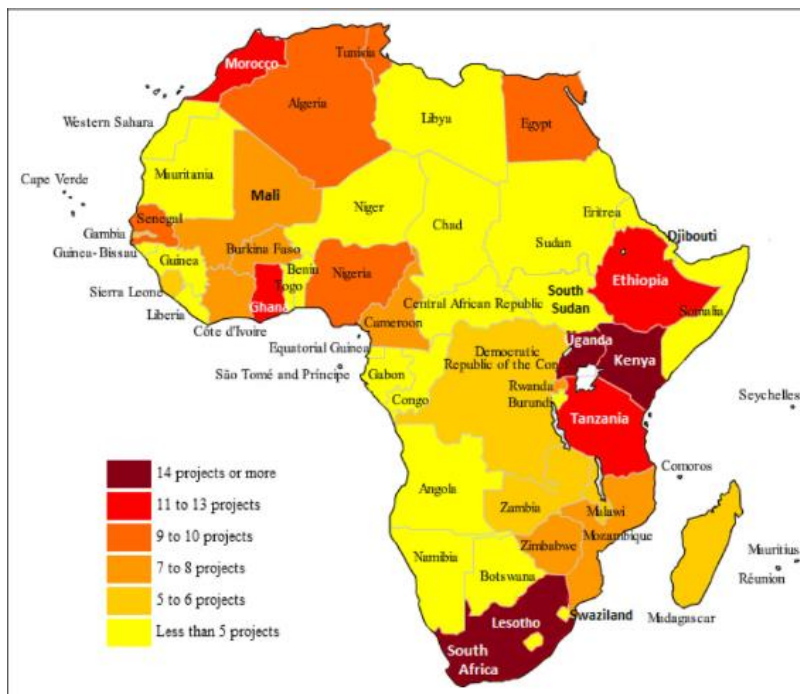 Morocco
Tunisia
Algeria
Libya
Egypt
Western Sahara
Mauritania
Cape Verde
Mali
Niger
Chad
Sudan
Eritrea
Djibouti
Senegal
Gambia
Guinea-Bissau
Guinea
Burkina Faso
Benin
Togo
Nigeria
Ghana
Sierra Leone
Liberia
Côte d'Ivoire
Cameroon
Central African Republic
South
Sudan
Ethiopia
Somalia
Equatorial Guinea
São Tomé and Príncipe
Gabon
Congo
Democratic
Republic of the Con
Uganda
Kenya
Rwanda
Burundi
Tanzania
Seychelles
Comoros
Angola
Zambia
Malawi
Mozambique
Zimbabwe
Namibia
Botswana
Mauritius
Réunion
Madagascar
Swaziland
Lesotho
South
Africa
14 projects or more
11 to 13 projects
9 to 10 projects
7 to 8 projects
5 to 6 projects
Less than 5 projects